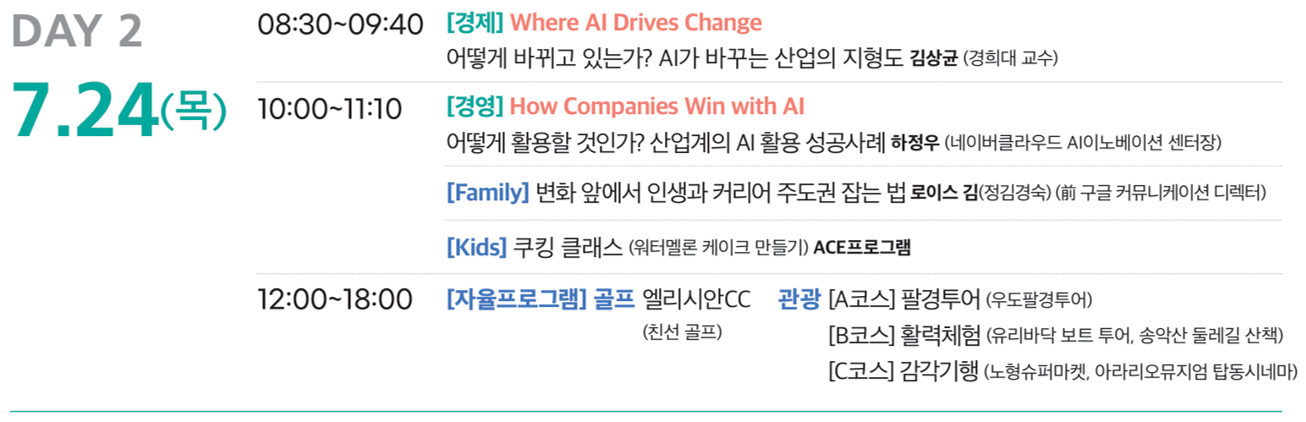 DAY 2
7.24(목)
08:30~09:40 [경제] Where AI Drives Change
어떻게 바뀌고 있는가? AI가 바꾸는 산업의 지형도 김상균 (경희대 교수)
10:00~11:10 [경영] How Companies Win with AI
어떻게 활용할 것인가? 산업계의 AI 활용 성공사례 하정우 (네이버클라우드 AI이노베이션 센터장)
[Family] 변화 앞에서 인생과 커리어 주도권 잡는 법 로이스 김(정김경숙) (前 구글 커뮤니케이션 디렉터)
[Kids] 쿠킹 클래스 (워터멜론 케이크 만들기) ACE프로그램
12:00~18:00 [자율프로그램] 골프 엘리시안CC 관광 [A코스] 팔경투어 (우도팔경투어)
(친선 골프) [B코스] 활력체험 (유리바닥 보트 투어, 송악산 둘레길 산책)
[C코스] 감각기행 (노형슈퍼마켓, 아라리오뮤지엄 탑동시네마)